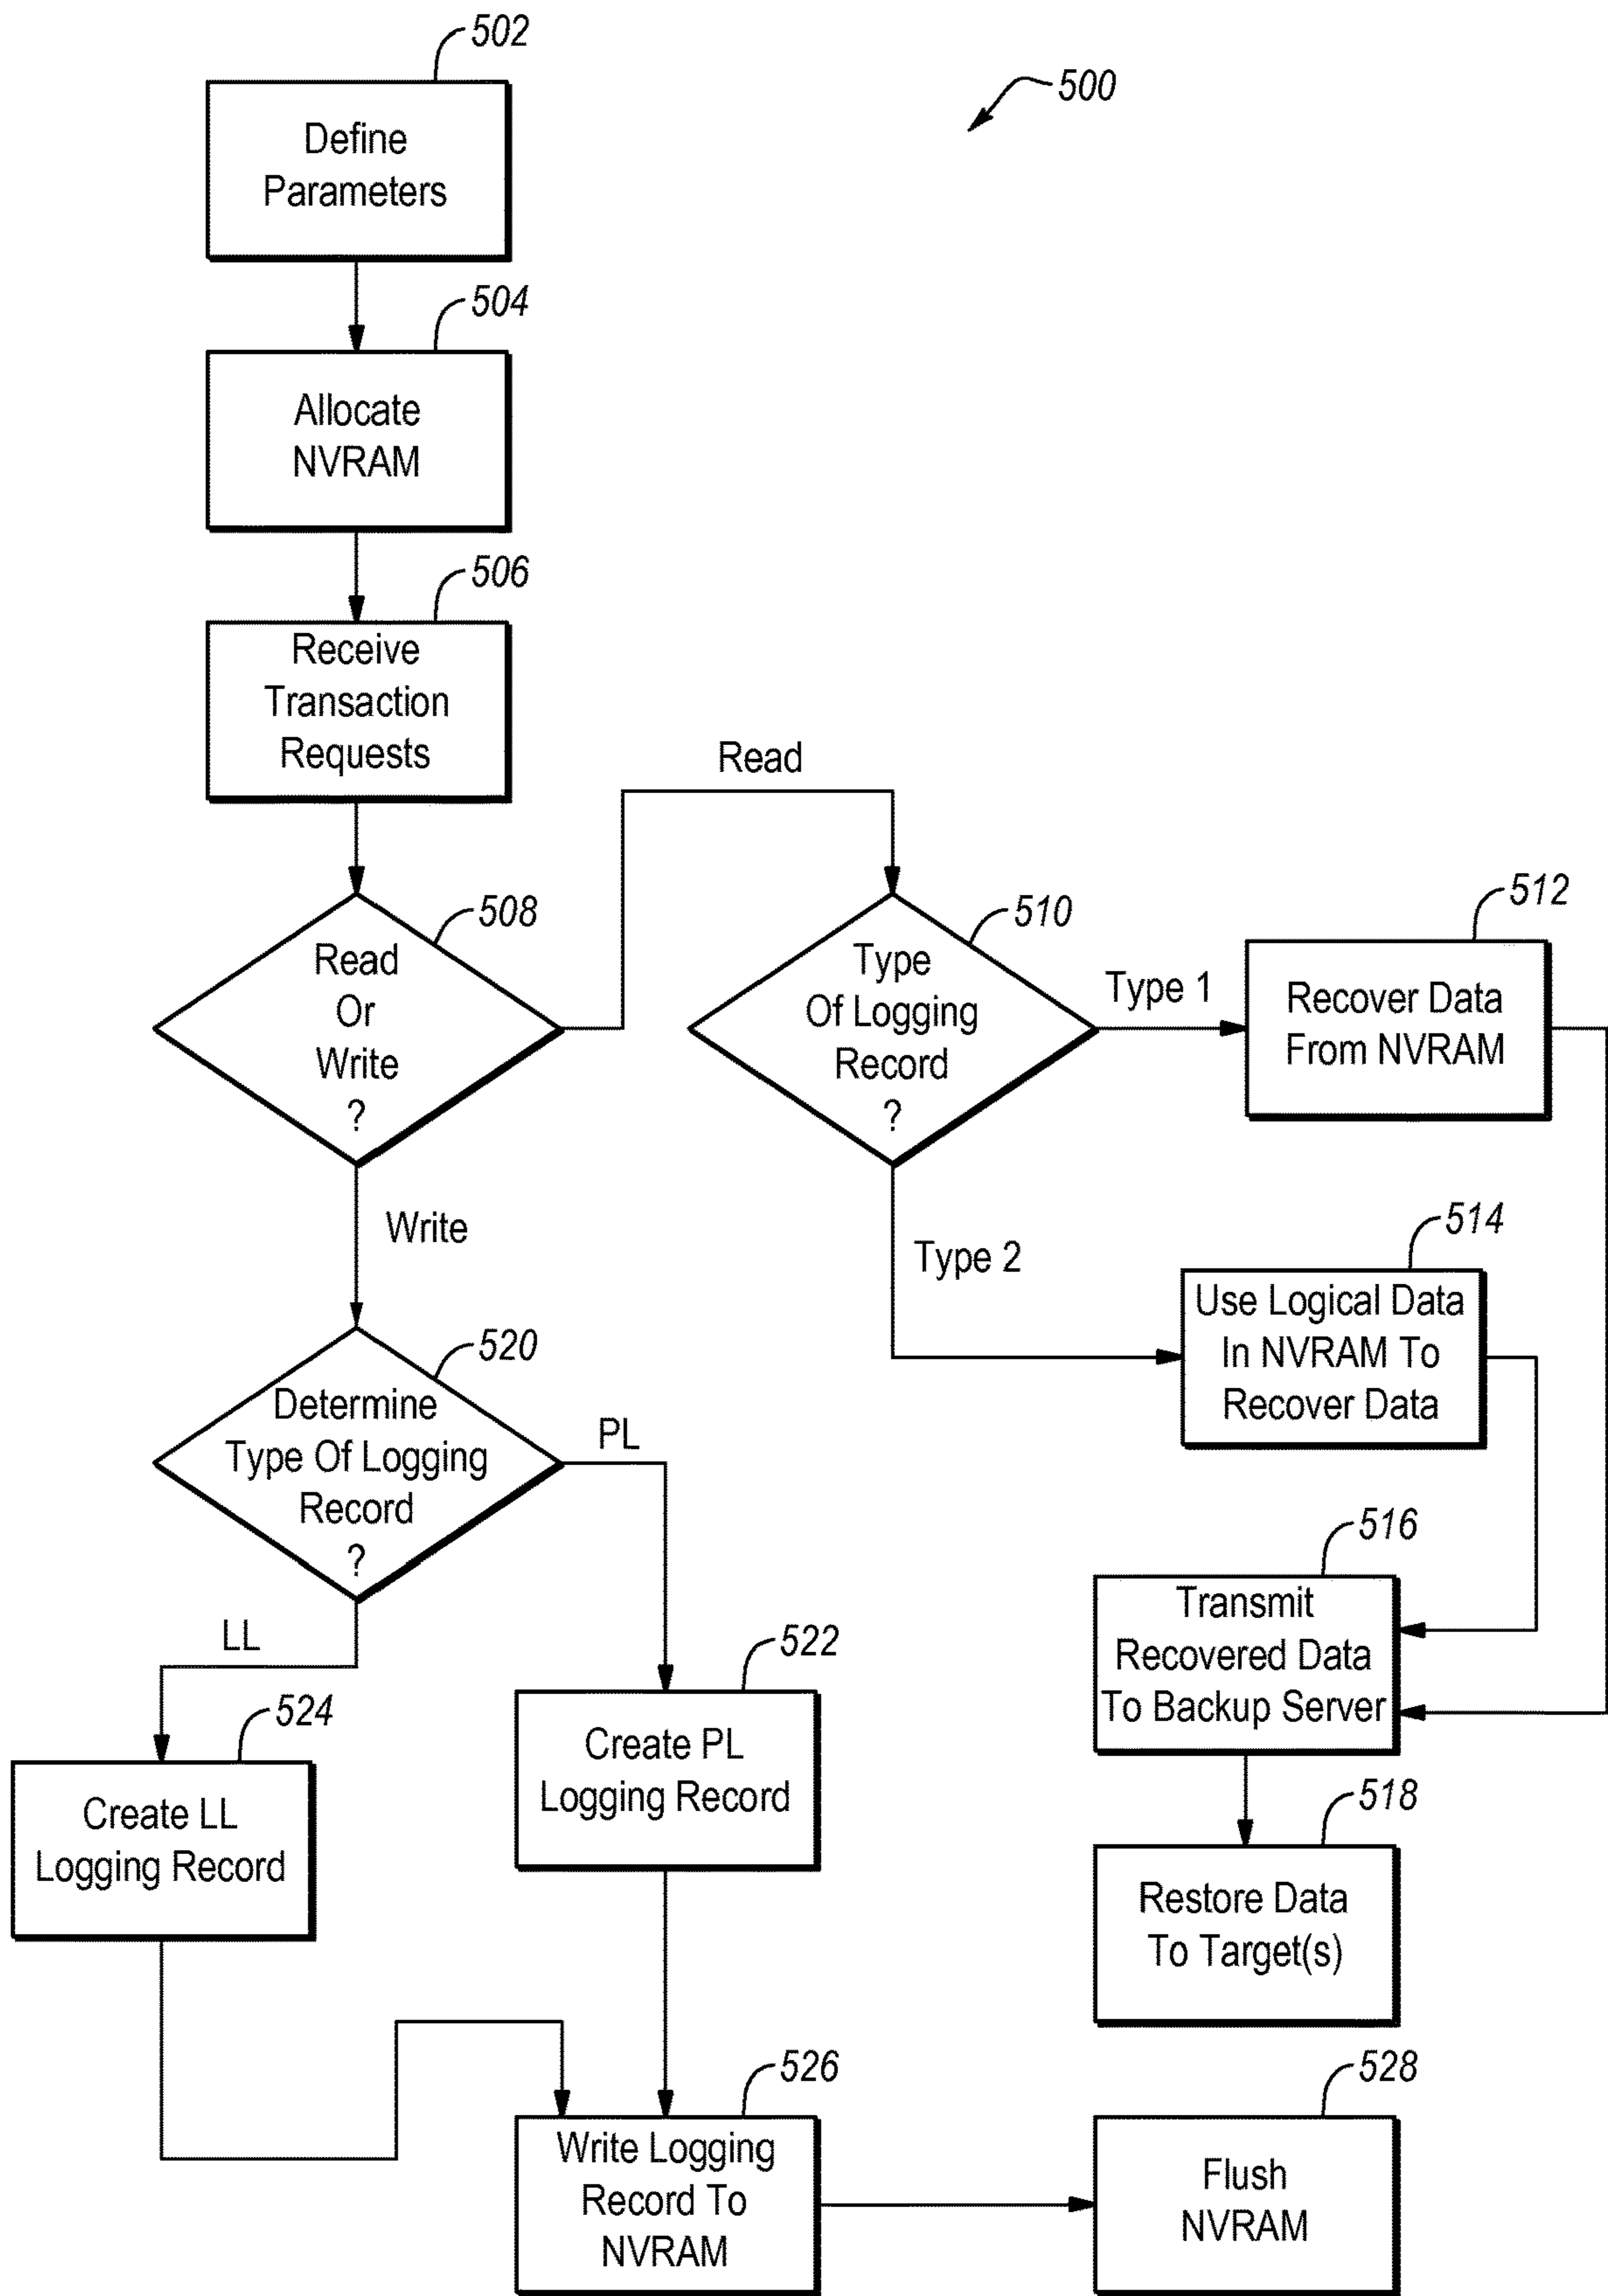 502
500
Define
Parameters
504
Allocate
NVRAM
506
Receive
Transaction
Requests
Read
508
Read
Or
Write
?
510
Type
Of Logging
Record
?
Type 1
512
Recover Data
From NVRAM
Write
Type 2
514
Use Logical Data
In NVRAM To
Recover Data
520
Determine
Type Of Logging
Record
?
PL
LL
516
Transmit
Recovered Data
To Backup Server
522
Create PL
Logging Record
524
Create LL
Logging Record
518
Restore Data
To Target(s)
526
Write Logging
Record To
NVRAM
528
Flush
NVRAM